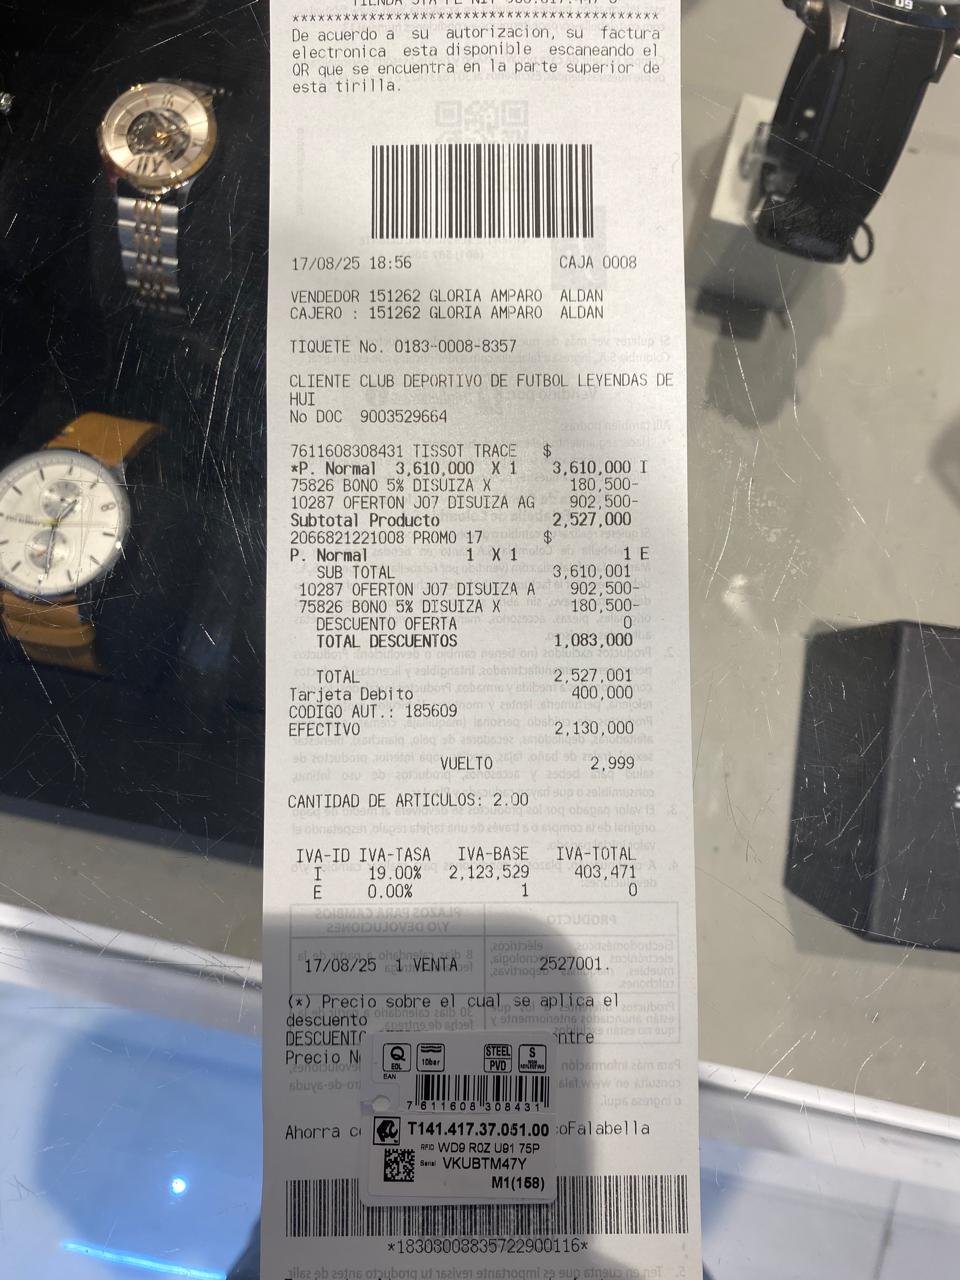 ***********************************************
De acuerdo a su autorizacion, su factura
electronica esta disponible escaneando el
QR que se encuentra en la parte superior de
esta tirilla.
17/08/25 18:56 CAJA 0008
VENDEDOR 151262 GLORIA AMPARO ALDAN
CAJERO : 151262 GLORIA AMPARO ALDAN
TIQUETE No. 0183-0008-8357
CLIENTE CLUB DEPORTIVO DE FUTBOL LEYENDAS DE
HUI
No DOC 9003529664
7611608308431 TISSOT TRACE $
*P. Normal 3,610,000 X 1 3,610,000 I
75826 BONO 5% DISUIZA X 180,500-
10287 OFERTON J07 DISUIZA AG 902,500-
Subtotal Producto 2,527,000
2066821221008 PROMO 17 $
P. Normal 1 X 1 1 E
SUB TOTAL 3,610,001
10287 OFERTON J07 DISUIZA A 902,500-
75826 BONO 5% DISUIZA X 180,500-
DESCUENTO OFERTA 0
TOTAL DESCUENTOS 1,083,000
TOTAL 2,527,001
Tarjeta Debito 400,000
CODIGO AUT.: 185609
EFECTIVO 2,130,000
VUELTO 2,999
CANTIDAD DE ARTICULOS: 2.00
IVA-ID IVA-TASA IVA-BASE IVA-TOTAL
I 19.00% 2,123,529 403,471
E 0.00% 1 0
17/08/25 1 VENTA 2527001.
(*) Precio sobre el cual se aplica el
descuento
DESCUENTO entre
Precio No
Q EOL 10bar STEEL PVD S
EAN
7 611608 308431
Ahorra co oFalabella
T141.417.37.051.00
RFID WD9 R0Z U91 75P
Serial VKUBTM47Y
M1(158)
*18303008835722900116*